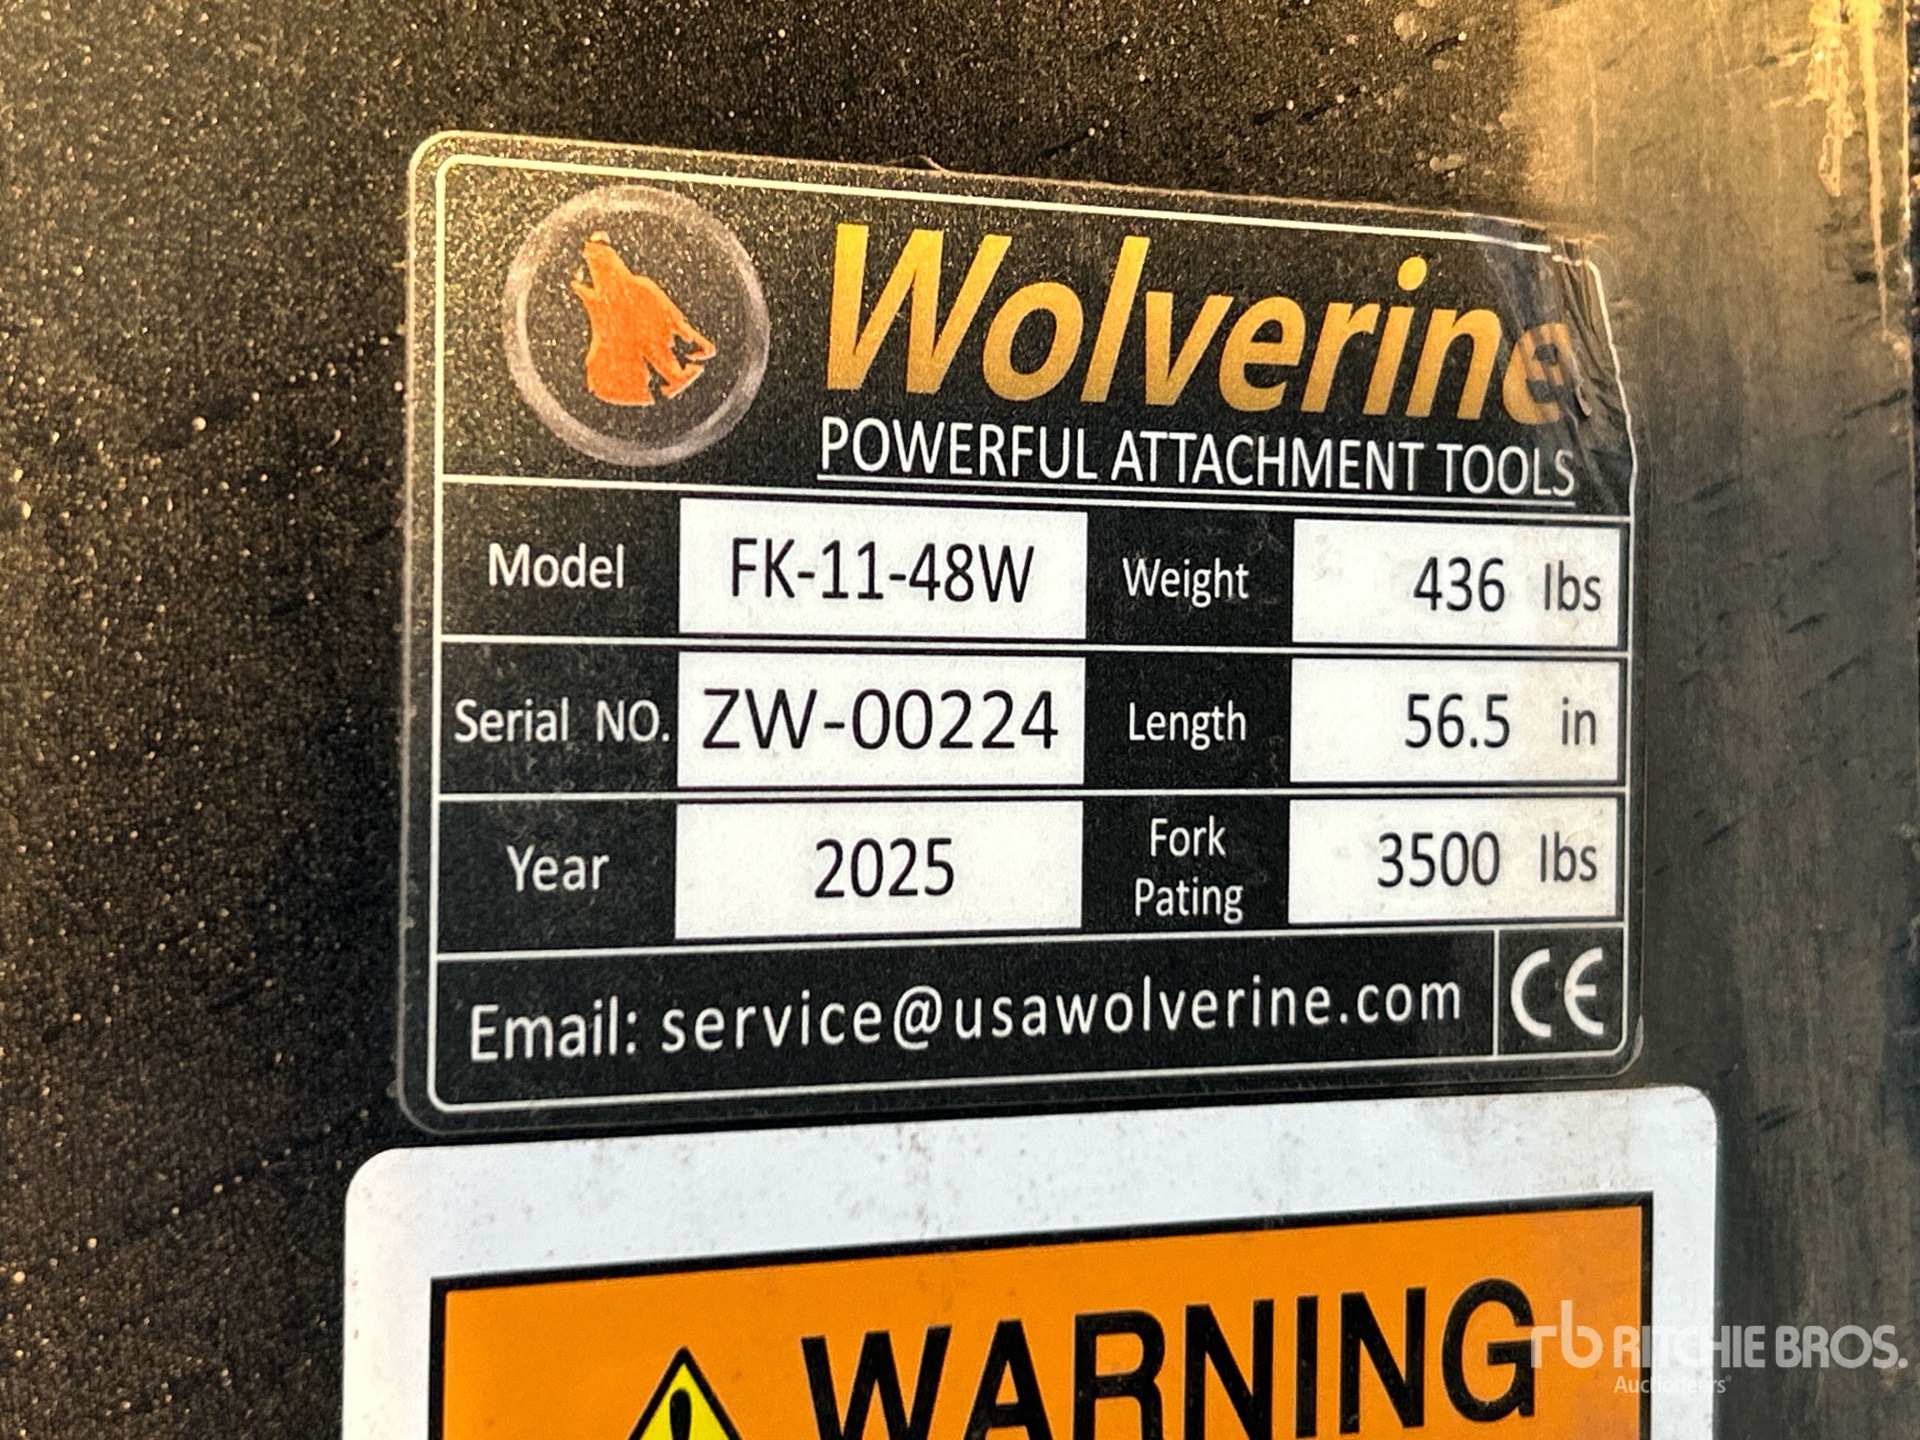 Wolverine
POWERFUL ATTACHMENT TOOLS
Model FK-11-48W Weight 436 lbs
Serial NO. ZW-00224 Length 56.5 in
Year 2025 Fork Pating 3500 lbs
Email: service@usawolverine.com CE
WARNING
rb RITCHIE BROS.
Auctioneers